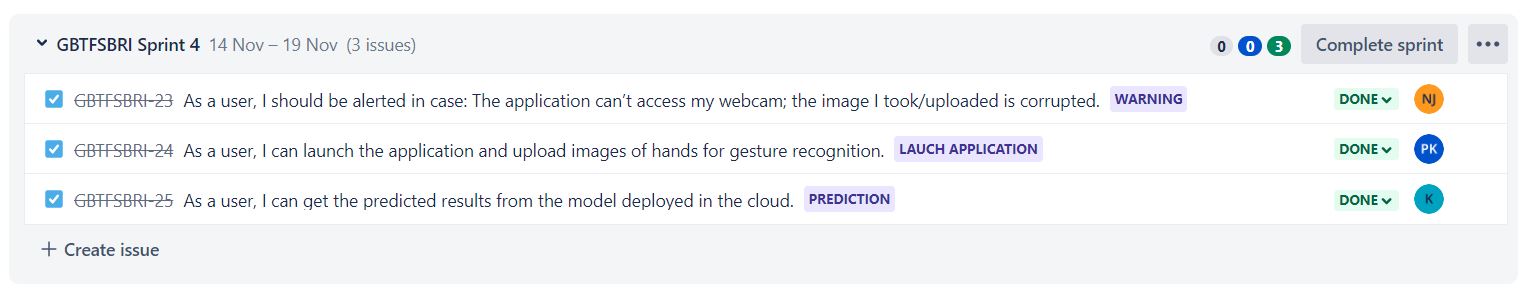 GBTFSBRI Sprint 4 14 Nov – 19 Nov (3 issues) 0 0 3 Complete sprint
GBTFSBRI-23 As a user, I should be alerted in case: The application can’t access my webcam; the image I took/uploaded is corrupted. WARNING DONE NJ
GBTFSBRI-24 As a user, I can launch the application and upload images of hands for gesture recognition. LAUCH APPLICATION DONE PK
GBTFSBRI-25 As a user, I can get the predicted results from the model deployed in the cloud. PREDICTION DONE K
+ Create issue